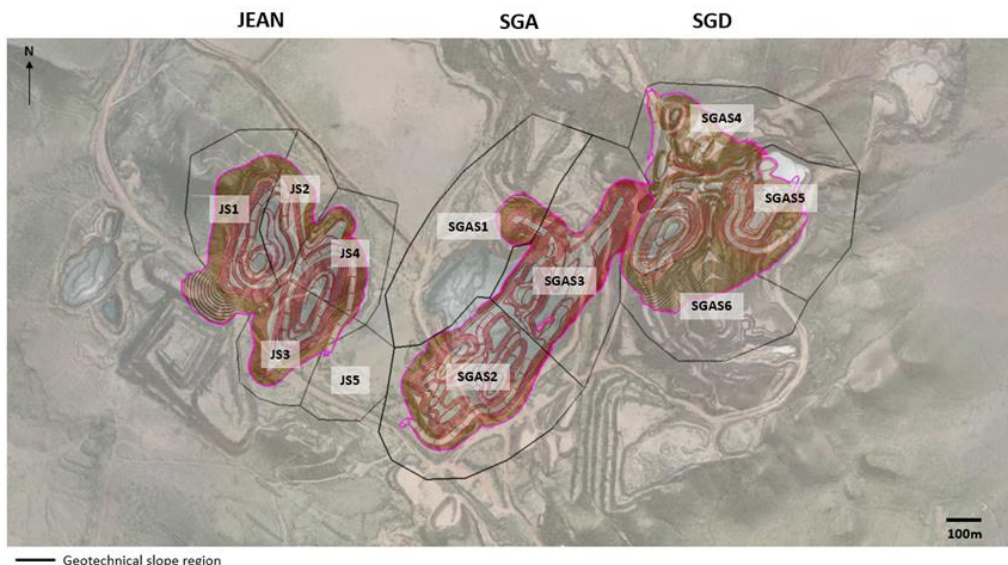 JEAN SGA SGD
N
SGAS4
JS2
JS1
SGAS5
SGAS1
JS4
SGAS3
SGAS6
JS3
SGAS2
JS5
100m
Geotechnical slope region